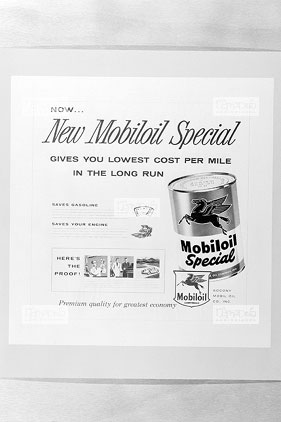 NOW...
New Mobiloil Special
GIVES YOU LOWEST COST PER MILE
IN THE LONG RUN
SAVES GASOLINE
SAVES YOUR ENGINE
HERE'S
THE
PROOF!
Mobiloil
Special
Mobiloil
SOCONY
MOBIL OIL
CO. INC.
Premium quality for greatest economy